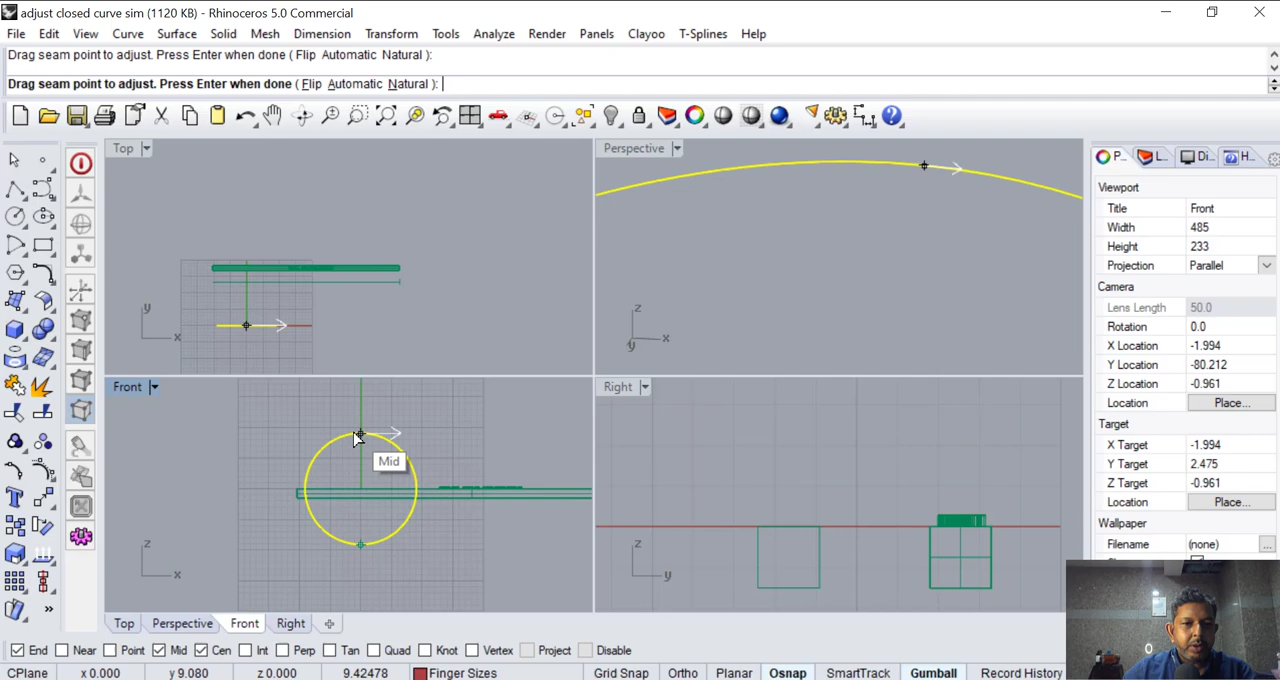 adjust closed curve sim (1120 KB) - Rhinoceros 5.0 Commercial
File Edit View Curve Surface Solid Mesh Dimension Transform Tools Analyze Render Panels Clayoo T-Splines Help
Drag seam point to adjust. Press Enter when done ( Flip Automatic Natural ):
Drag seam point to adjust. Press Enter when done ( Flip Automatic Natural ):
Top
Perspective
P... L... Di... H...
Viewport
Title Front
Width 485
Height 233
Projection Parallel
Camera
Lens Length 50.0
Rotation 0.0
X Location -1.994
Y Location -80.212
Z Location -0.961
Location Place...
Target
X Target -1.994
Y Target 2.475
Z Target -0.961
Location Place...
Wallpaper
Filename (none) ...
y
x
z
y x
Front
Right
Mid
z
x
z
y
Top Perspective Front Right
End Near Point Mid Cen Int Perp Tan Quad Knot Vertex Project Disable
CPlane x 0.000 y 9.080 z 0.000 9.42478 Finger Sizes Grid Snap Ortho Planar Osnap SmartTrack Gumball Record History